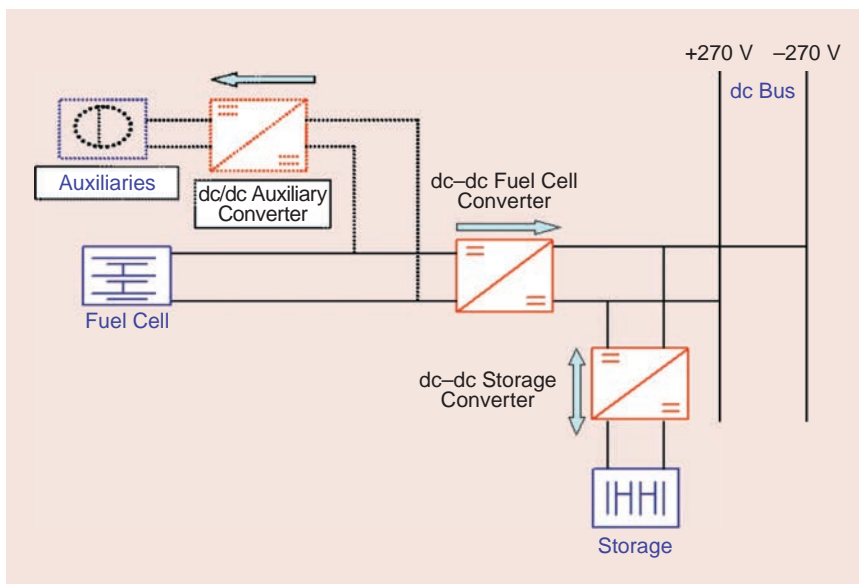 +270 V –270 V
dc Bus
Auxiliaries
dc/dc Auxiliary
Converter
dc–dc Fuel Cell
Converter
Fuel Cell
dc–dc Storage
Converter
Storage